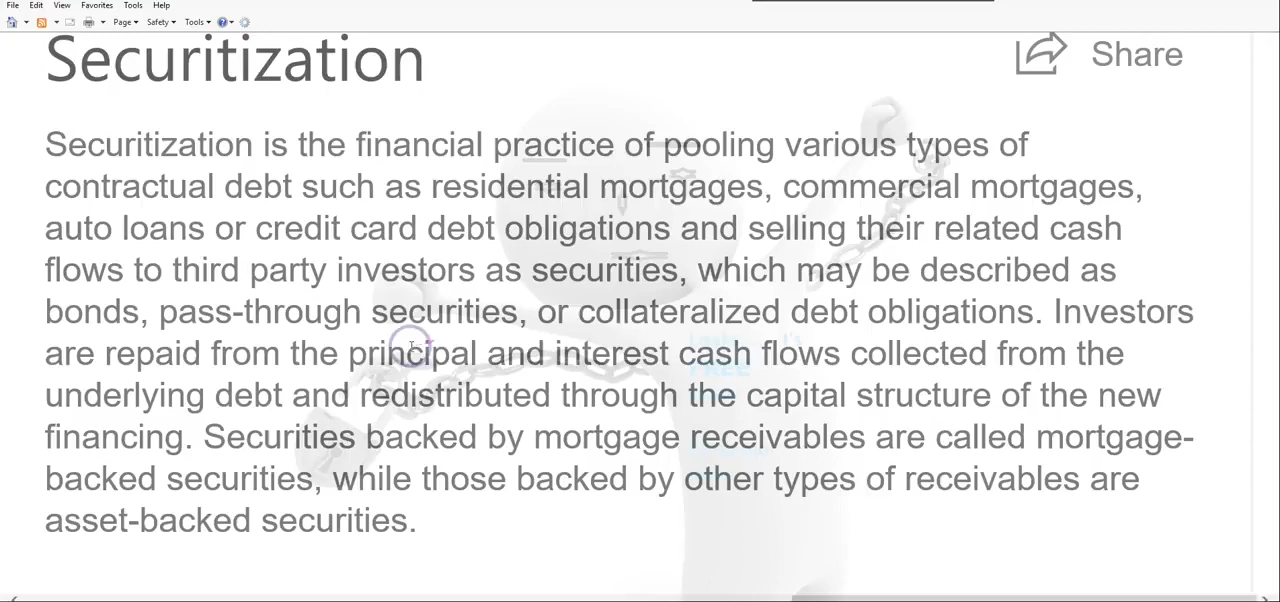 File Edit View Favorites Tools Help
Page Safety Tools
Securitization
Share
Securitization is the financial practice of pooling various types of
contractual debt such as residential mortgages, commercial mortgages,
auto loans or credit card debt obligations and selling their related cash
flows to third party investors as securities, which may be described as
bonds, pass-through securities, or collateralized debt obligations. Investors
are repaid from the principal and interest cash flows collected from the
underlying debt and redistributed through the capital structure of the new
financing. Securities backed by mortgage receivables are called mortgage-
backed securities, while those backed by other types of receivables are
asset-backed securities.
FREE